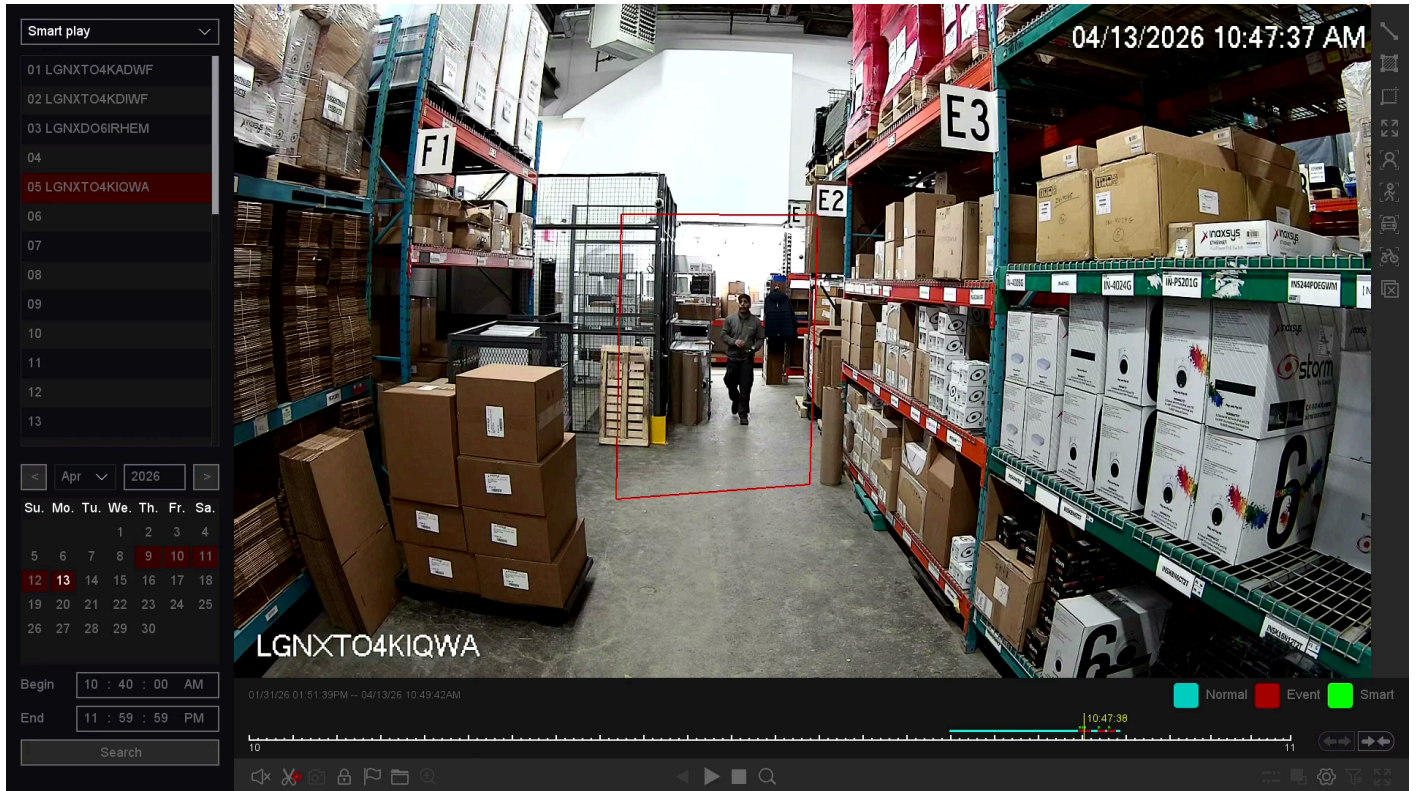 Smart play
01 LGNXTO4KADWF
02 LGNXTO4KDIWF
03 LGNXDO6IRHEM
04
05 LGNXTO4KIQWA
06
07
08
09
10
11
12
13
< Apr 2026 >
Su. Mo. Tu. We. Th. Fr. Sa.
1 2 3 4
5 6 7 8 9 10 11
12 13 14 15 16 17 18
19 20 21 22 23 24 25
26 27 28 29 30
Begin 10 : 40 : 00 AM
End 11 : 59 : 59 PM
Search
04/13/2026 10:47:37 AM
F1
E3
E2
E
INOXSYS
INOXSYS
IN-4024G
IN-PS201G
INS244POEGWM
storm
6
6
LGNXTO4KIQWA
01/31/26 01:51:39PM -- 04/13/26 10:49:42AM
Normal Event Smart
10:47:38
10 11